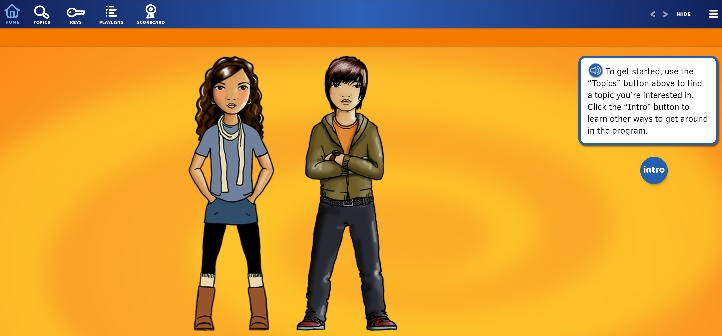 HOME TOPICS KEYS PLAYLISTS SCORECARD HIDE
To get started, use the
"Topics" button above to find
a topic you're interested in.
Click the "Intro" button to
learn other ways to get around
in the program.
intro